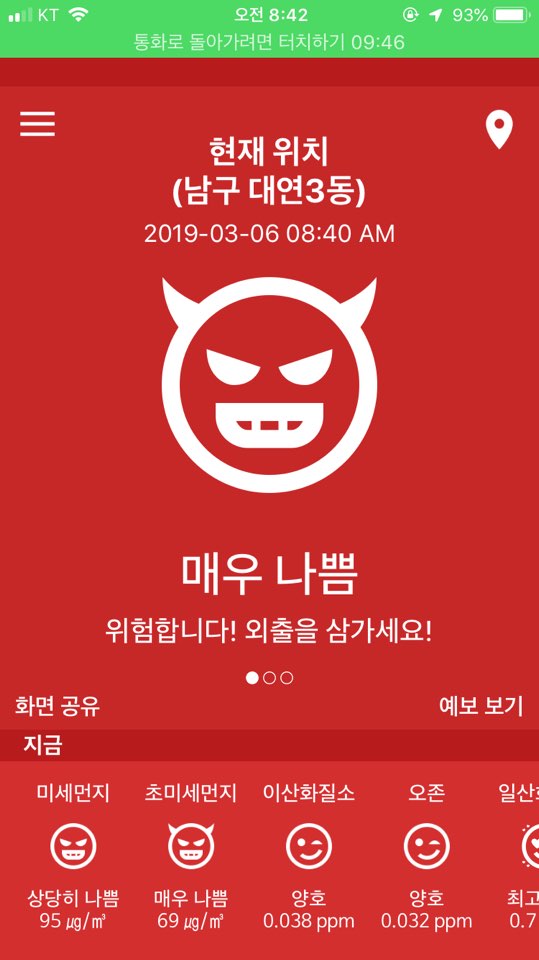 KT 오전 8:42 93%
통화로 돌아가려면 터치하기 09:46
현재 위치
(남구 대연3동)
2019-03-06 08:40 AM
매우 나쁨
위험합니다! 외출을 삼가세요!
화면 공유 예보 보기
지금
미세먼지 초미세먼지 이산화질소 오존 일산화
상당히 나쁨 매우 나쁨 양호 양호 최고
95 ㎍/㎥ 69 ㎍/㎥ 0.038 ppm 0.032 ppm 0.7